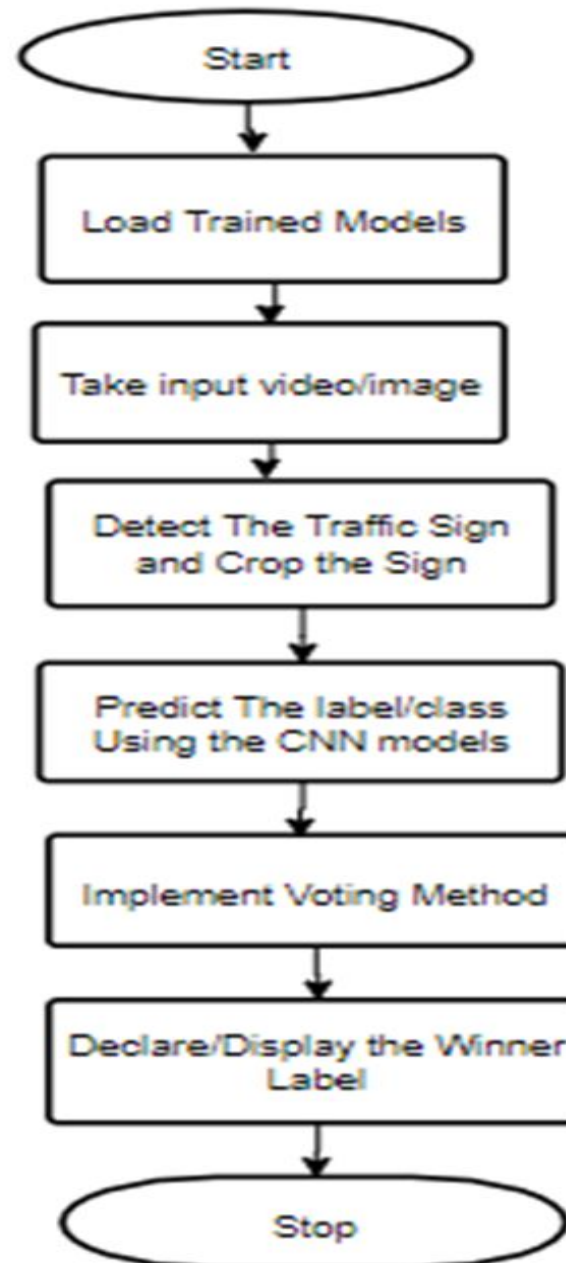 Start
Load Trained Models
Take input video/image
Detect The Traffic Sign
and Crop the Sign
Predict The label/class
Using the CNN models
Implement Voting Method
Declare/Display the Winner
Label
Stop